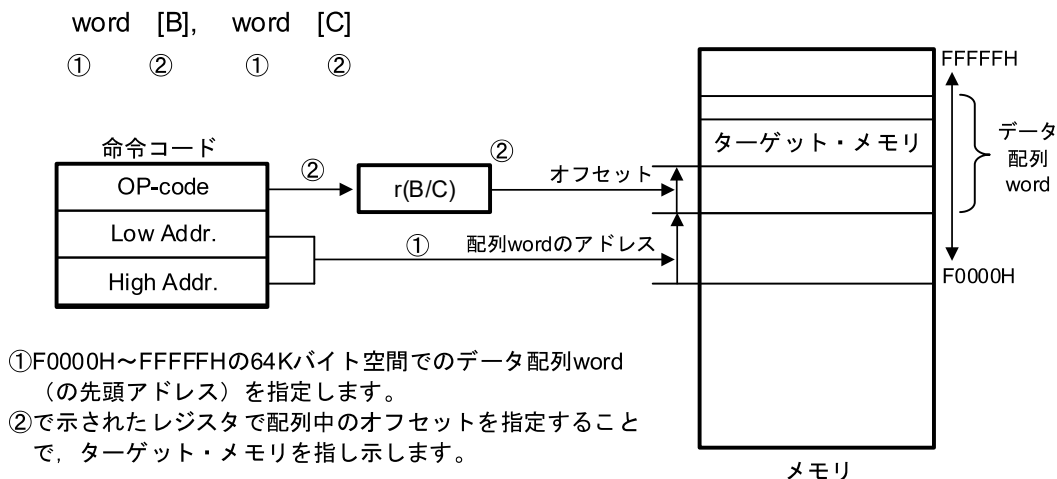 word [B], word [C]
① ② ① ②
FFFFFH
ターゲット・メモリ
データ
配列
word
命令コード
OP-code
②
r(B/C)
②
オフセット
Low Addr.
①
配列wordのアドレス
High Addr.
F0000H
①F0000H～FFFFFHの64Kバイト空間でのデータ配列word
（の先頭アドレス）を指定します。
②で示されたレジスタで配列中のオフセットを指定すること
で，ターゲット・メモリを指し示します。
メモリ